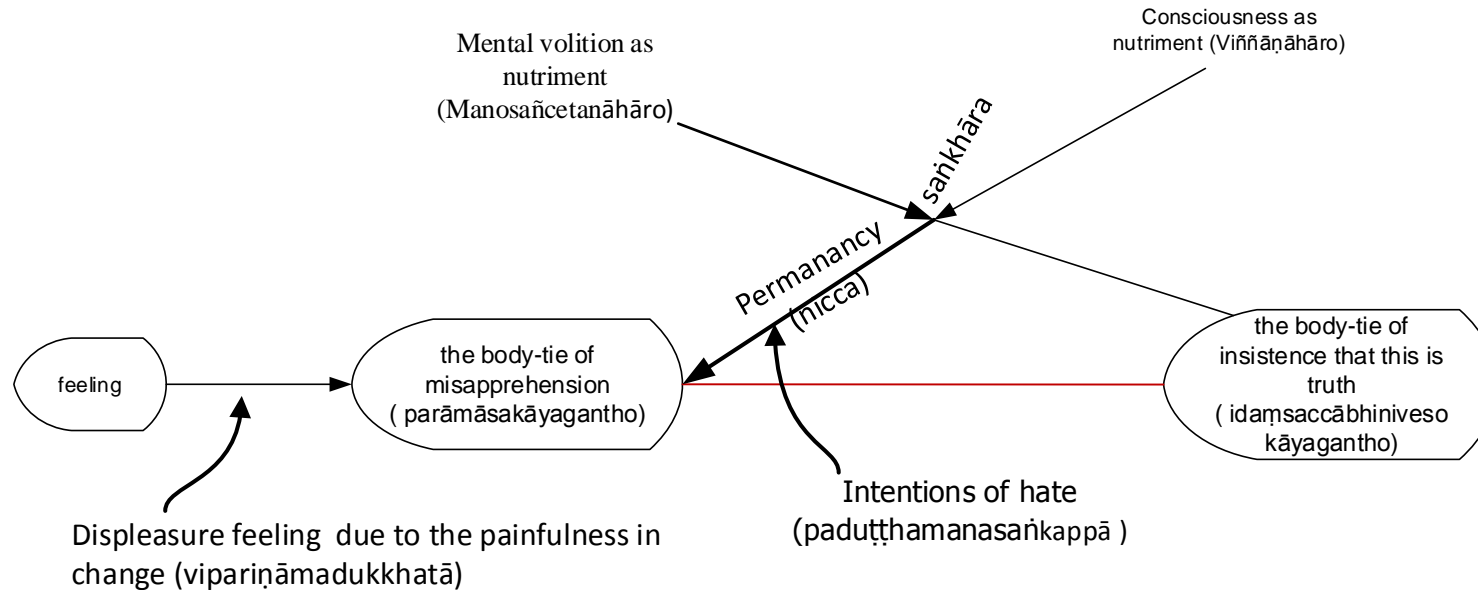 Consciousness as
nutriment (Viññāṇāhāro)
Mental volition as
nutriment
(Manosañcetanāhāro)
saṅkhāra
Permanancy
(nicca)
feeling
the body-tie of
misapprehension
( parāmāsakāyagantho)
the body-tie of
insistence that this is
truth
( idaṃsaccābhiniveso
kāyagantho)
Intentions of hate
(paduṭṭhamanasaṅkappā )
Displeasure feeling due to the painfulness in
change (vipariṇāmadukkhatā)